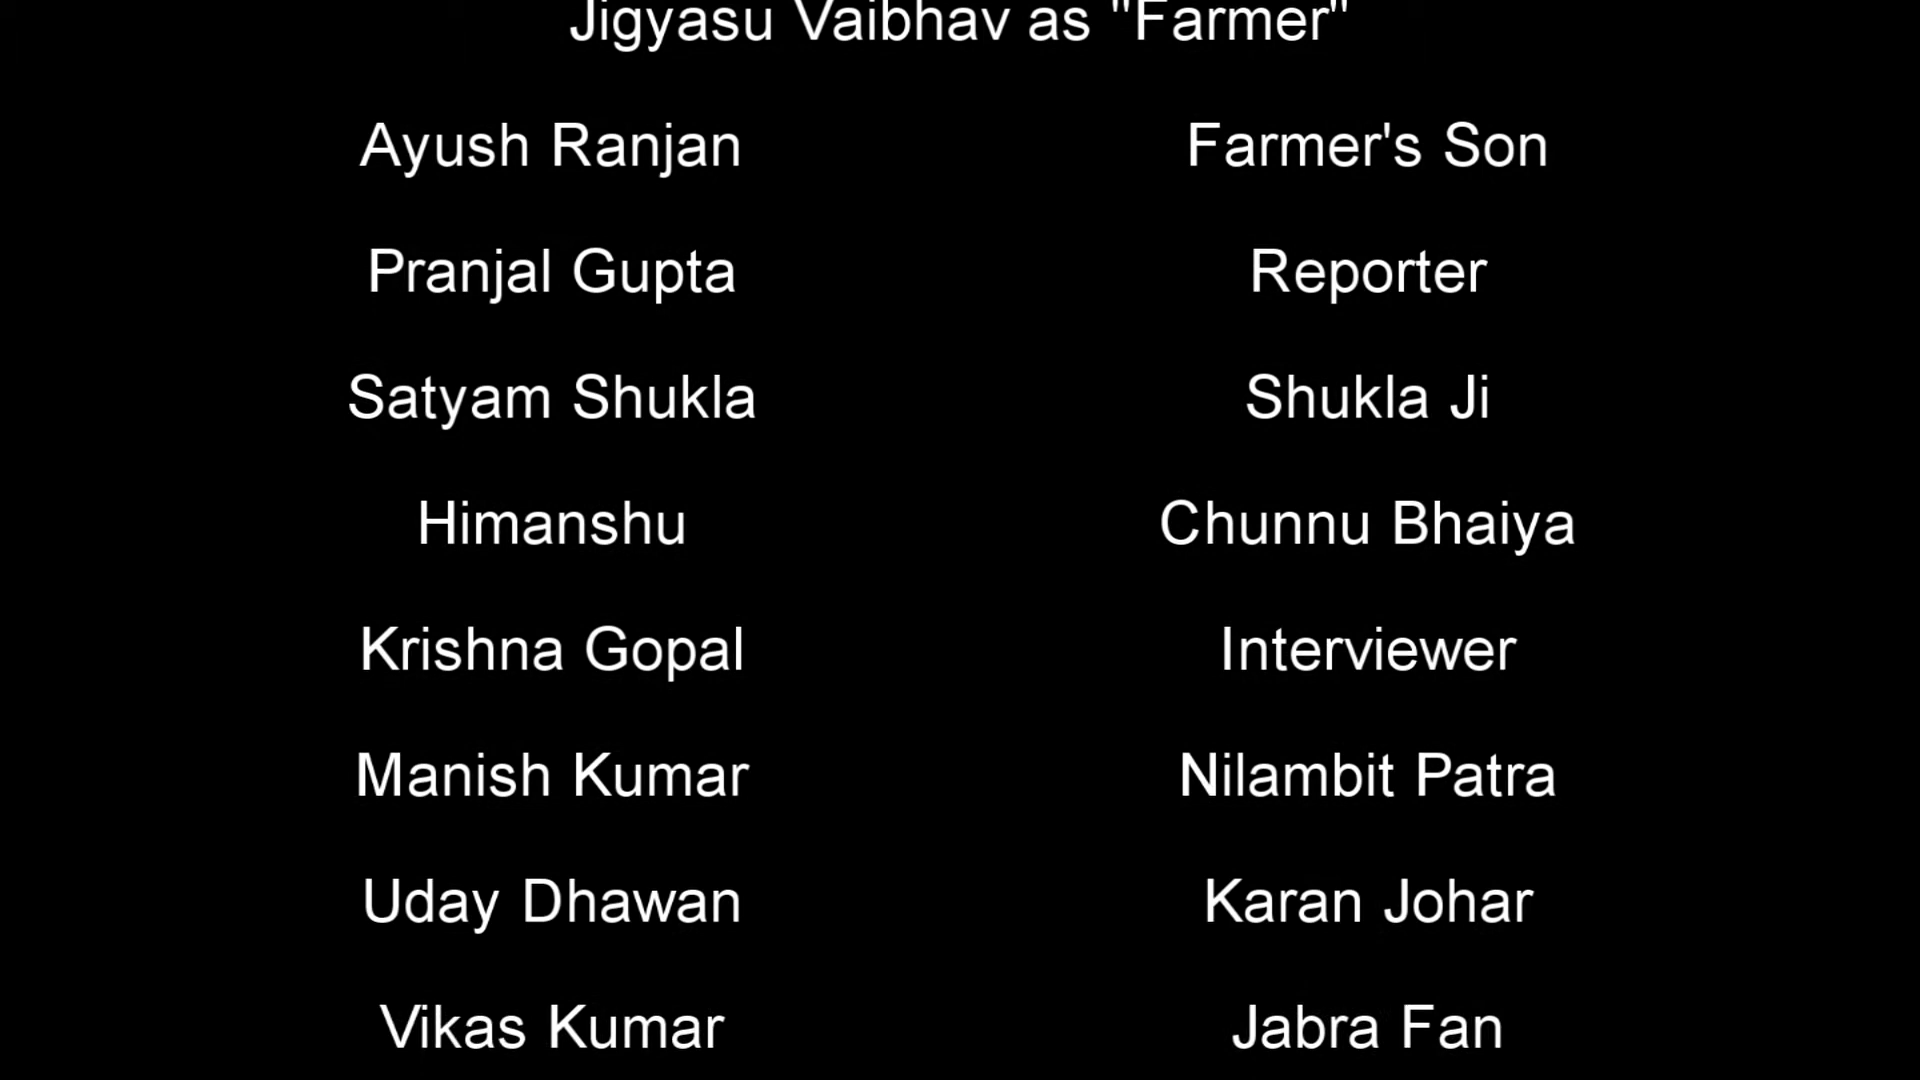 Jigyasu Vaibhav as "Farmer"
Ayush Ranjan Farmer's Son
Pranjal Gupta Reporter
Satyam Shukla Shukla Ji
Himanshu Chunnu Bhaiya
Krishna Gopal Interviewer
Manish Kumar Nilambit Patra
Uday Dhawan Karan Johar
Vikas Kumar Jabra Fan